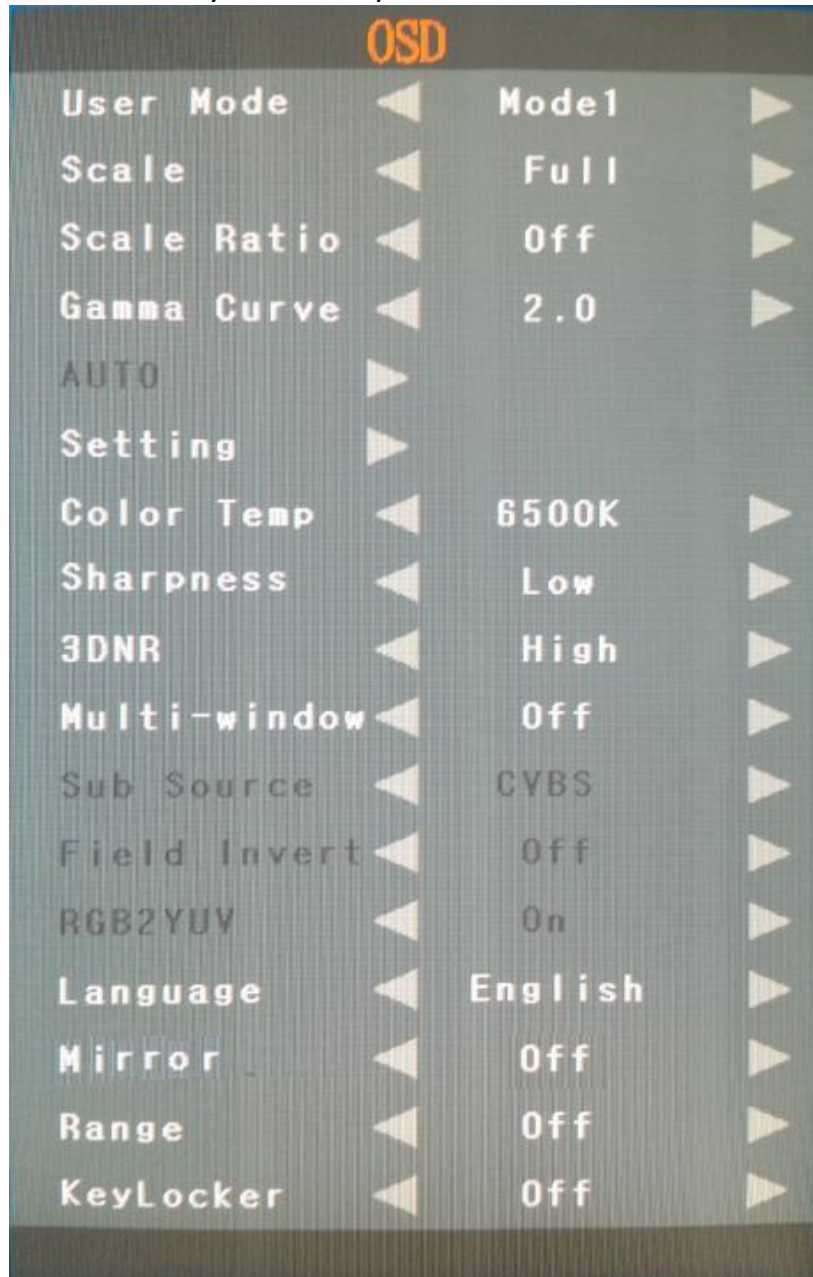 OSD
User Mode Mode1
Scale Full
Scale Ratio Off
Gamma Curve 2.0
AUTO
Setting
Color Temp 6500K
Sharpness Low
3DNR High
Multi-window Off
Sub Source CVBS
Field Invert Off
RGB2YUV On
Language English
Mirror Off
Range Off
KeyLocker Off